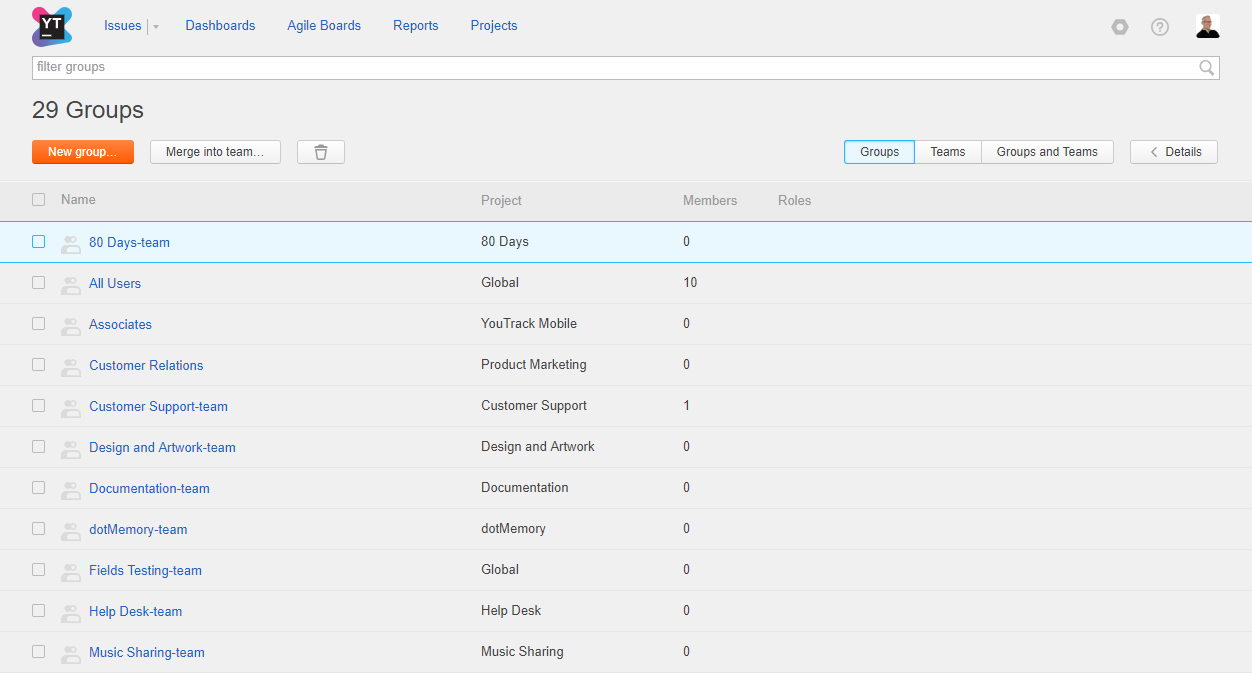 YT Issues Dashboards Agile Boards Reports Projects
filter groups
29 Groups
New group... Merge into team... Groups Teams Groups and Teams Details
Name Project Members Roles
80 Days-team 80 Days 0
All Users Global 10
Associates YouTrack Mobile 0
Customer Relations Product Marketing 0
Customer Support-team Customer Support 1
Design and Artwork-team Design and Artwork 0
Documentation-team Documentation 0
dotMemory-team dotMemory 0
Fields Testing-team Global 0
Help Desk-team Help Desk 0
Music Sharing-team Music Sharing 0